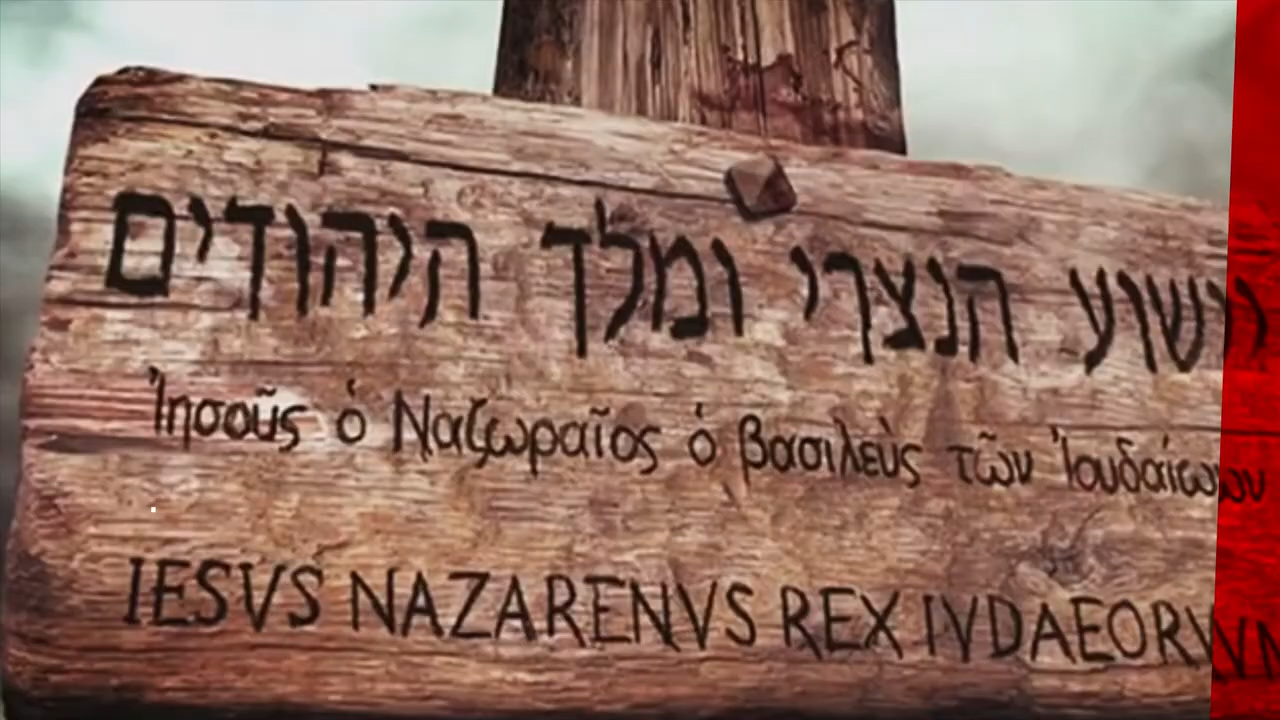 ישוע הנצרי ומלך היהודים
Ἰησοῦς ὁ Ναζωραῖος ὁ βασιλεὺς τῶν Ἰουδαίων
IESVS NAZARENVS REX IVDAEORVM